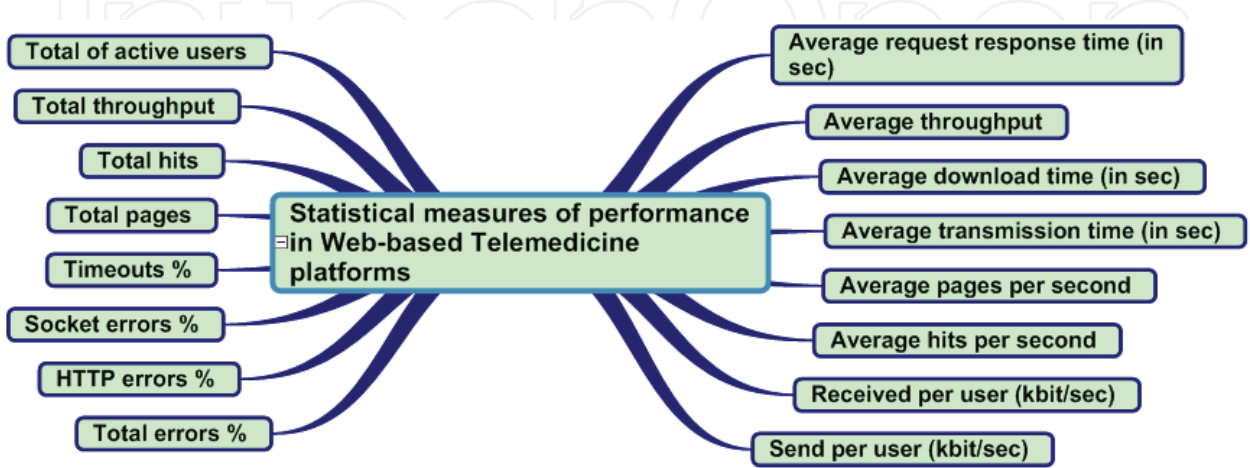 Total of active users
Total throughput
Total hits
Total pages
Timeouts %
Socket errors %
HTTP errors %
Total errors %
Statistical measures of performance
in Web-based Telemedicine
platforms
Average request response time (in
sec)
Average throughput
Average download time (in sec)
Average transmission time (in sec)
Average pages per second
Average hits per second
Received per user (kbit/sec)
Send per user (kbit/sec)